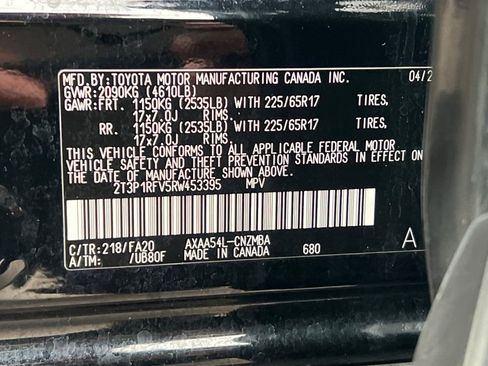 MFD. BY: TOYOTA MOTOR MANUFACTURING CANADA INC. 04/2
GVWR: 2090KG (4610LB)
GAWR: FRT. 1150KG (2535LB) WITH 225/65R17 TIRES,
17x7.0J RIMS.
RR. 1150KG (2535LB) WITH 225/65R17 TIRES,
17x7.0J RIMS.
THIS VEHICLE CONFORMS TO ALL APPLICABLE FEDERAL MOTOR
VEHICLE SAFETY AND THEFT PREVENTION STANDARDS IN EFFECT ON
THE DATE OF MANUFACTURE SHOWN ABOVE.
2T3P1RFV5RW453395 MPV
C/TR: 218/FA20 AXAA54L-CNZMBA A
A/TM: /UB80F MADE IN CANADA 680